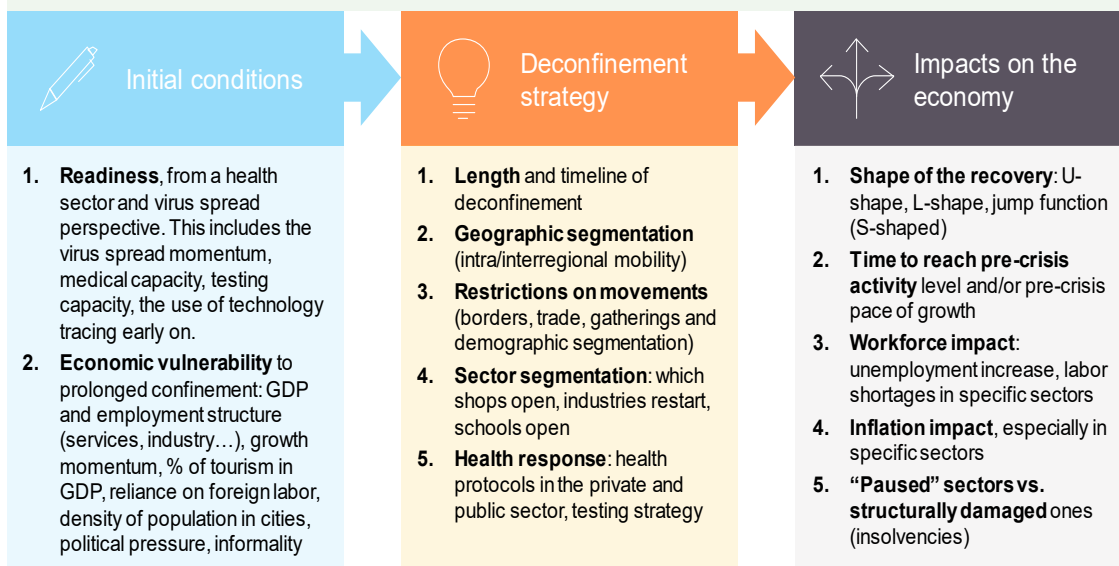 Initial conditions
1. Readiness, from a health
sector and virus spread
perspective. This includes the
virus spread momentum,
medical capacity, testing
capacity, the use of technology
tracing early on.
2. Economic vulnerability to
prolonged confinement: GDP
and employment structure
(services, industry…), growth
momentum, % of tourism in
GDP, reliance on foreign labor,
density of population in cities,
political pressure, informality
Deconfinement
strategy
1. Length and timeline of
deconfinement
2. Geographic segmentation
(intra/interregional mobility)
3. Restrictions on movements
(borders, trade, gatherings and
demographic segmentation)
4. Sector segmentation: which
shops open, industries restart,
schools open
5. Health response: health
protocols in the private and
public sector, testing strategy
Impacts on the
economy
1. Shape of the recovery: U-
shape, L-shape, jump function
(S-shaped)
2. Time to reach pre-crisis
activity level and/or pre-crisis
pace of growth
3. Workforce impact:
unemployment increase, labor
shortages in specific sectors
4. Inflation impact, especially in
specific sectors
5. “Paused” sectors vs.
structurally damaged ones
(insolvencies)